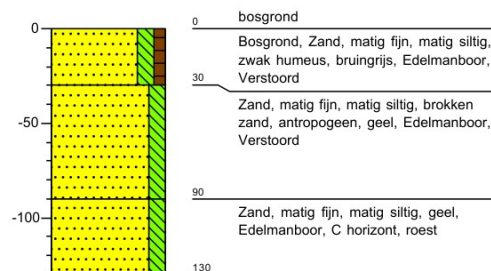 bosgrond
0
0
Bosgrond, Zand, matig fijn, matig siltig,
zwak humeus, bruingrijs, Edelmanboor,
Verstoord
30
Zand, matig fijn, matig siltig, brokken
zand, antropogeen, geel, Edelmanboor,
Verstoord
-50
90
Zand, matig fijn, matig siltig, geel,
Edelmanboor, C horizont, roest
-100
130